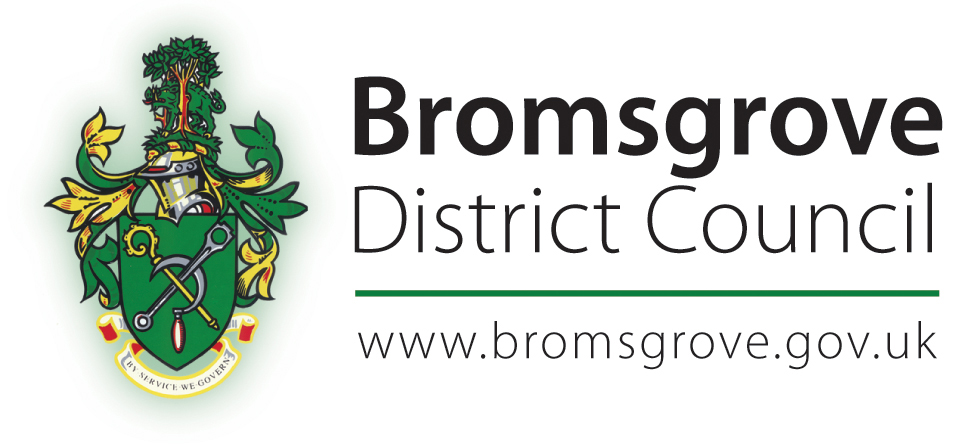 Bromsgrove
District Council
www.bromsgrove.gov.uk
BY·SERVICE·WE·GOVERN